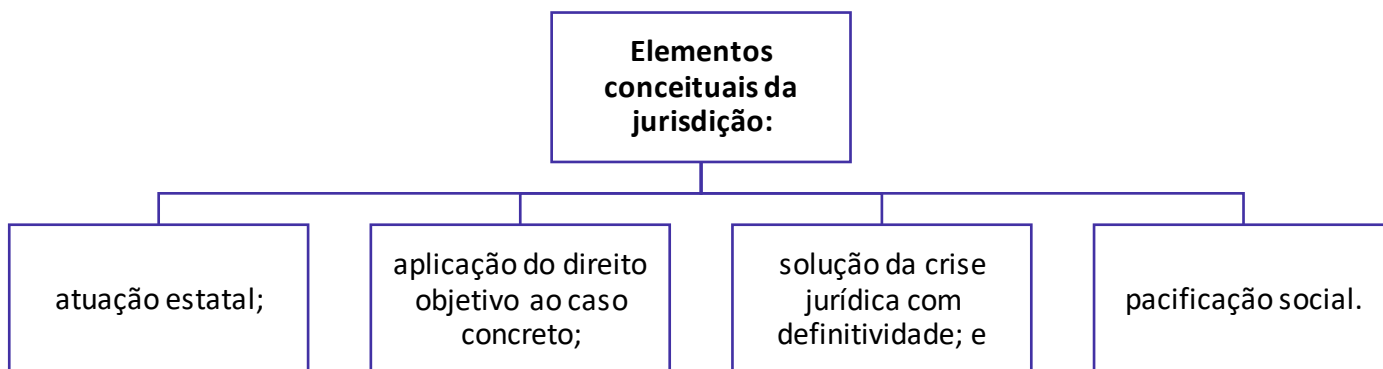 Elementos
conceituais da
jurisdição:
atuação estatal;
aplicação do direito
objetivo ao caso
concreto;
solução da crise
jurídica com
definitividade; e
pacificação social.